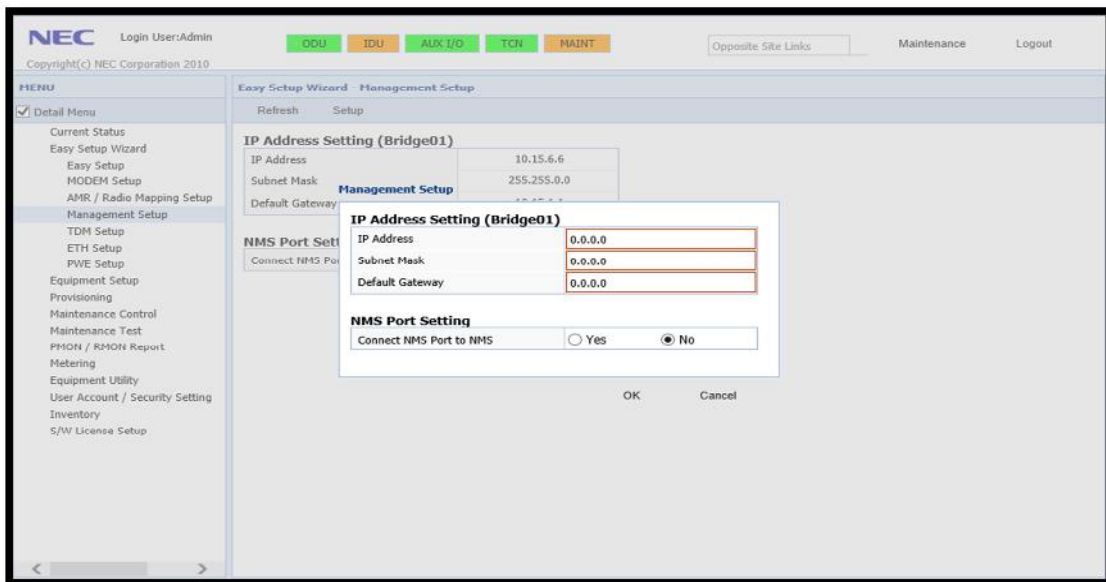 NEC Login User:Admin
ODU IDU AUX I/O TCN MAINT
Opposite Site Links
Maintenance
Logout
Copyright(c) NEC Corporation 2010
MENU
Detail Menu
Current Status
Easy Setup Wizard
Easy Setup
MODEM Setup
AMR / Radio Mapping Setup
Management Setup
TDM Setup
ETH Setup
PWE Setup
Equipment Setup
Provisioning
Maintenance Control
Maintenance Test
PMON / RMON Report
Metering
Equipment Utility
User Account / Security Setting
Inventory
S/W License Setup
Easy Setup Wizard - Management Setup
Refresh Setup
IP Address Setting (Bridge01)
IP Address 10.15.6.6
Subnet Mask 255.255.0.0
Default Gateway
NMS Port Sett
Connect NMS Por
Management Setup
IP Address Setting (Bridge01)
IP Address 0.0.0.0
Subnet Mask 0.0.0.0
Default Gateway 0.0.0.0
NMS Port Setting
Connect NMS Port to NMS Yes No
OK Cancel